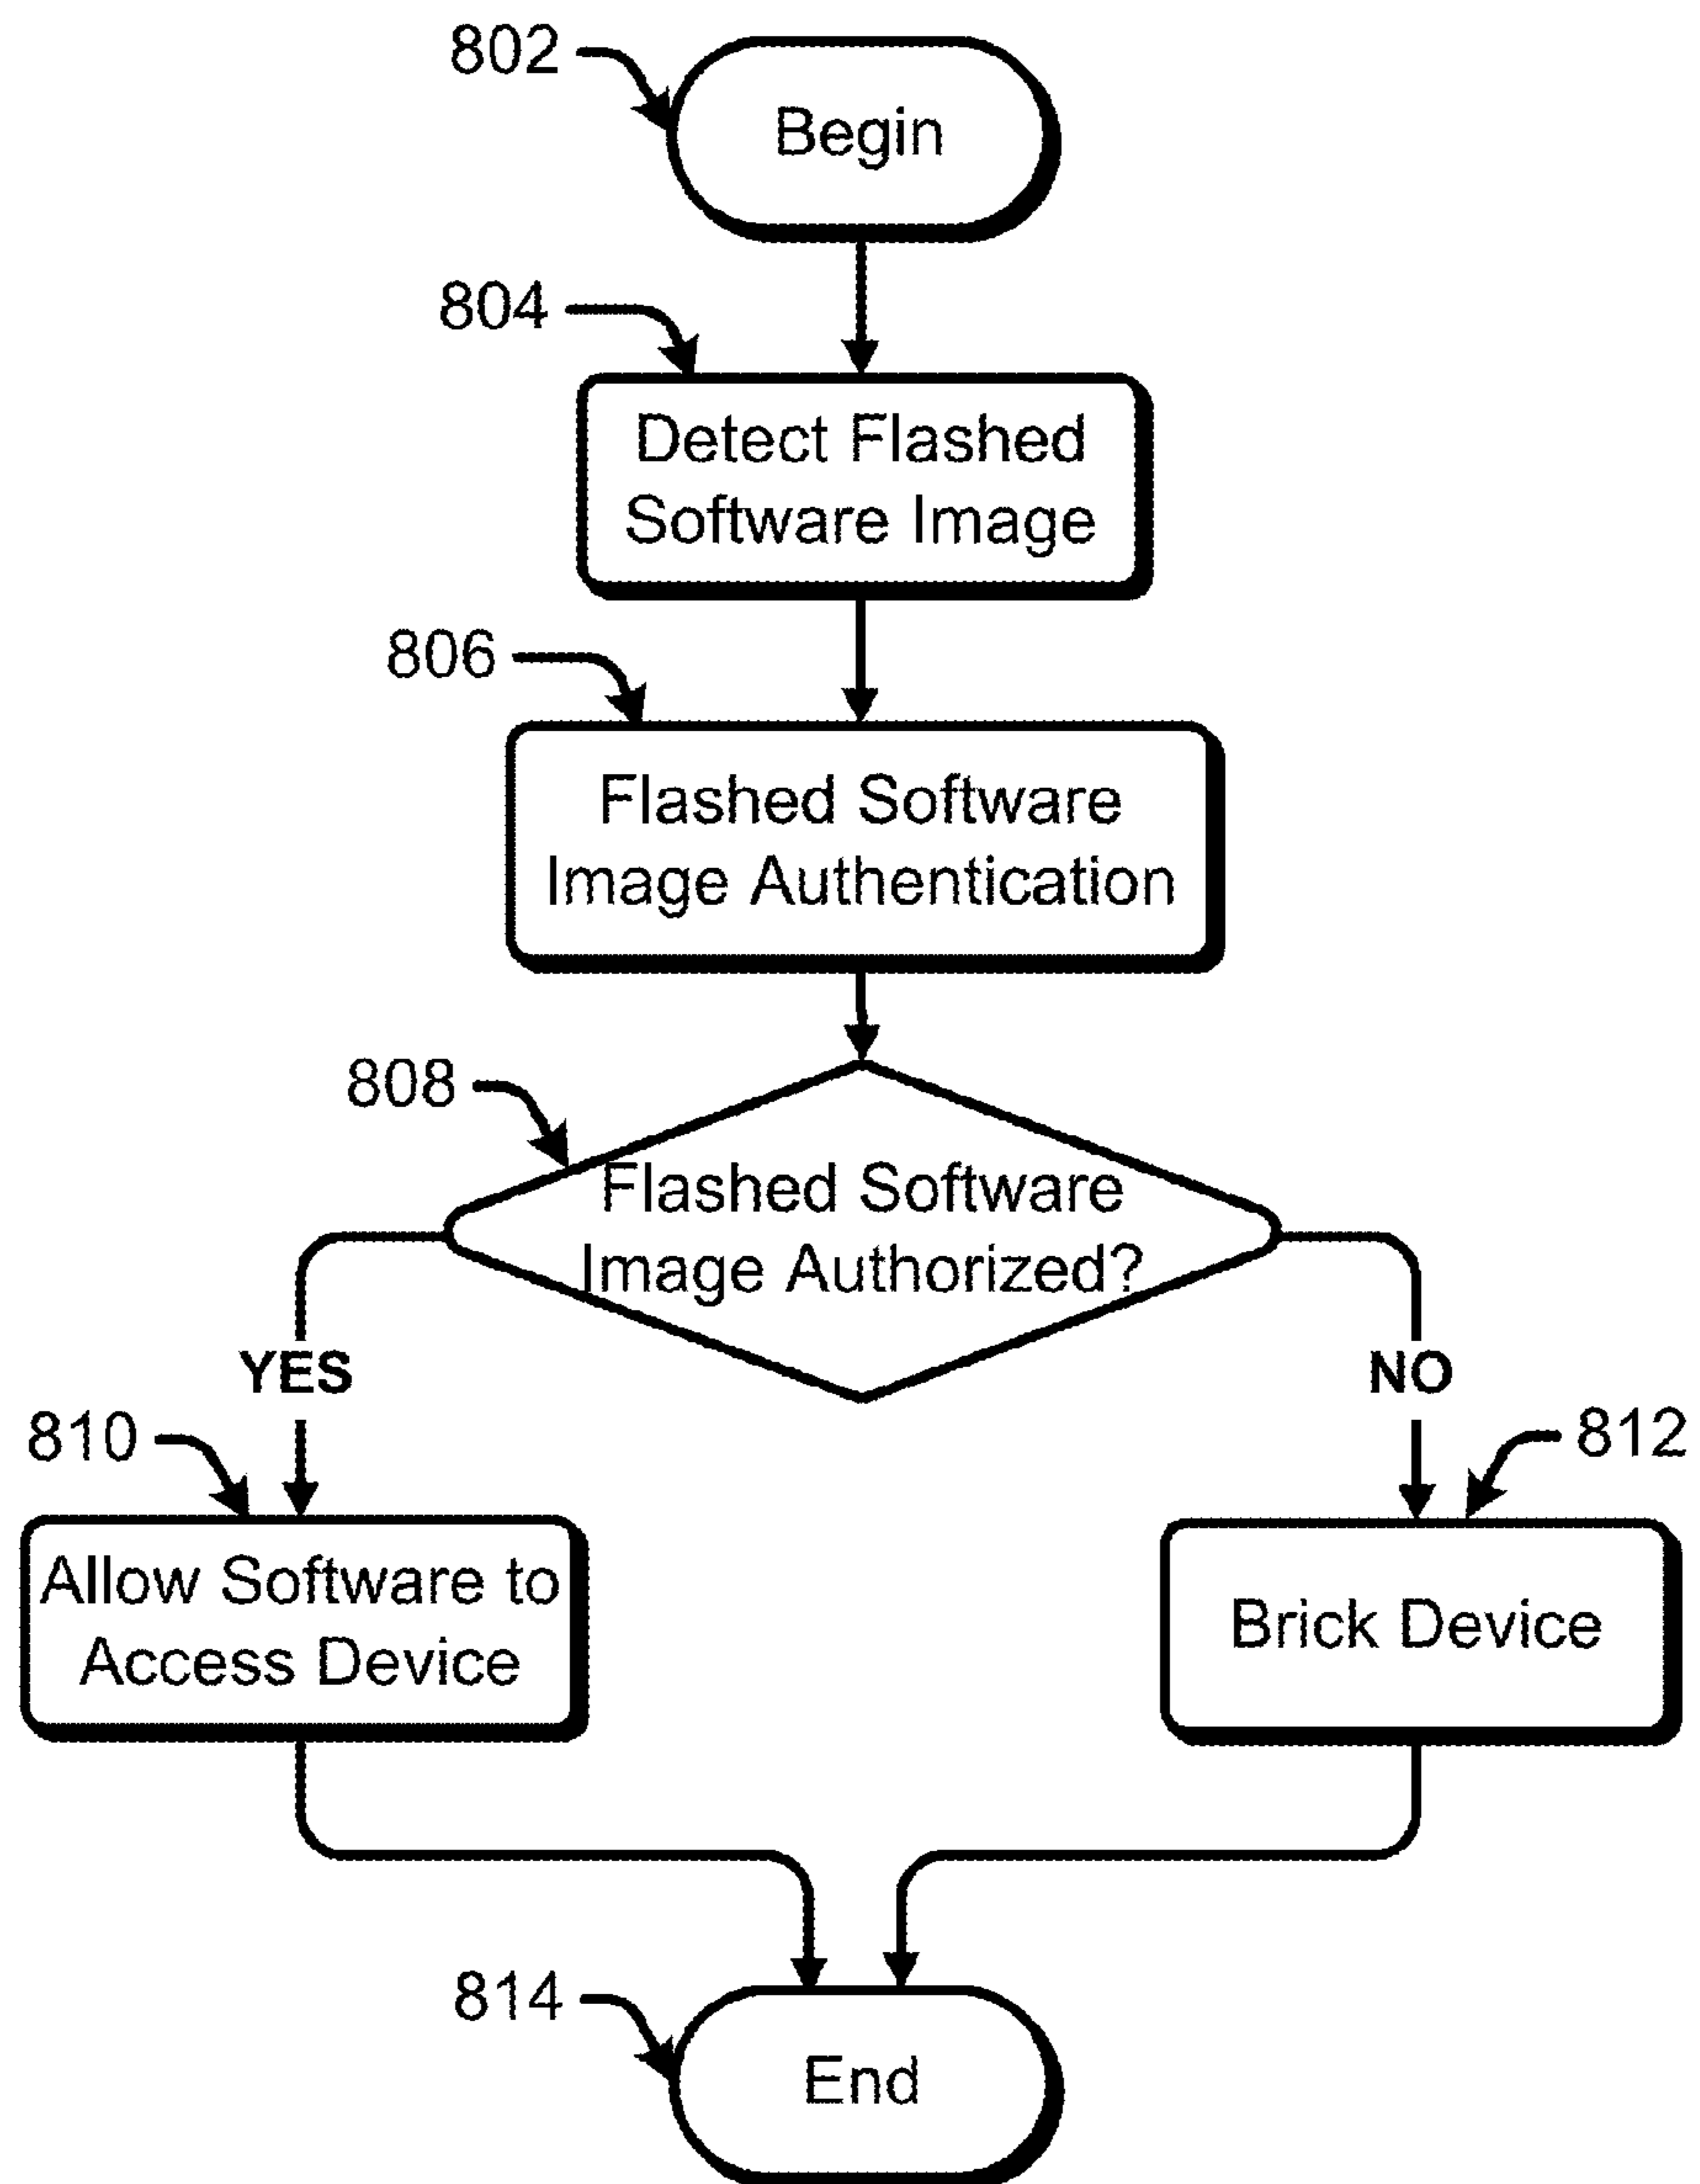 802
Begin
804
Detect Flashed
Software Image
806
Flashed Software
Image Authentication
808
Flashed Software
Image Authorized?
YES
NO
810
812
Allow Software to
Access Device
Brick Device
814
End